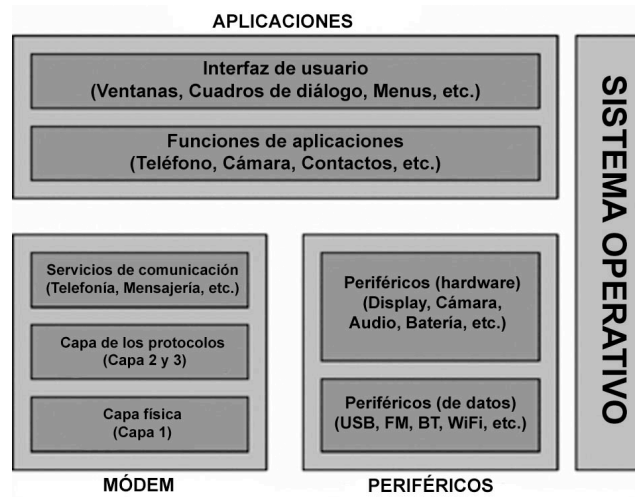 APLICACIONES
Interfaz de usuario
(Ventanas, Cuadros de diálogo, Menus, etc.)
Funciones de aplicaciones
(Teléfono, Cámara, Contactos, etc.)
SISTEMA OPERATIVO
Servicios de comunicación
(Telefonía, Mensajería, etc.)
Capa de los protocolos
(Capa 2 y 3)
Capa física
(Capa 1)
MÓDEM
Periféricos (hardware)
(Display, Cámara,
Audio, Batería, etc.)
Periféricos (de datos)
(USB, FM, BT, WiFi, etc.)
PERIFÉRICOS